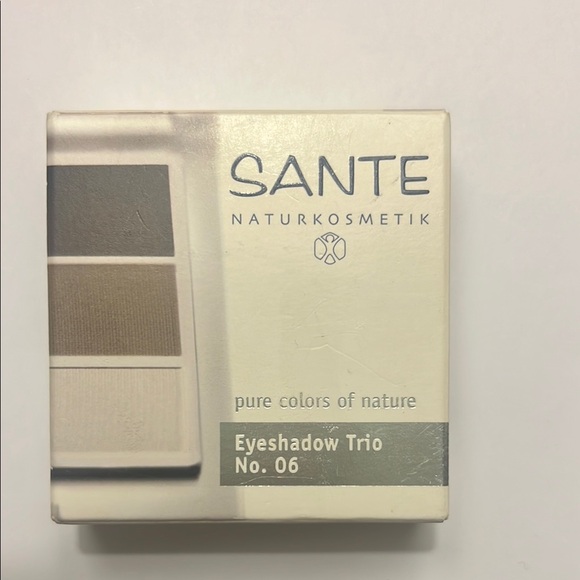 SANTE
NATURKOSMETIK
pure colors of nature
Eyeshadow Trio
No. 06